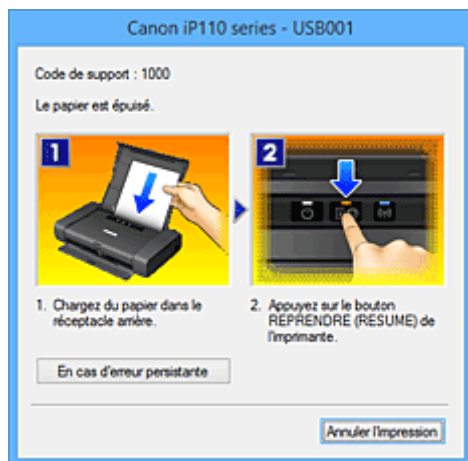 Canon iP110 series - USB001
Code de support : 1000
Le papier est épuisé.
1
2
1. Chargez du papier dans le
réceptacle arrière.
2. Appuyez sur le bouton
REPRENDRE (RESUME) de
l'imprimante.
En cas d'erreur persistante
Annuler l'impression